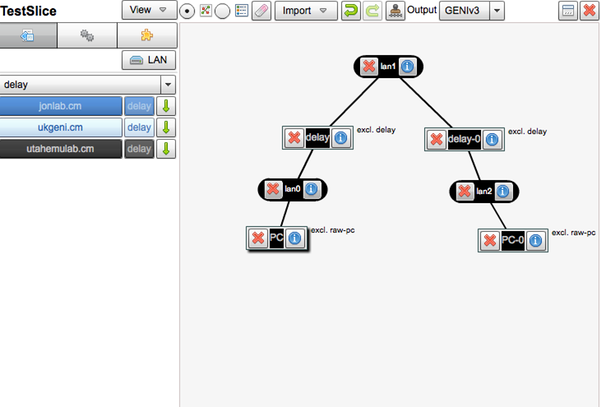 TestSlice
View
Import
Output
GENIv3
LAN
delay
jonlab.cm delay
ukgeni.cm delay
utahemulab.cm delay
lan1
delay
excl. delay
delay-0
excl. delay
lan0
lan2
PC
excl. raw-pc
PC-0
excl. raw-pc